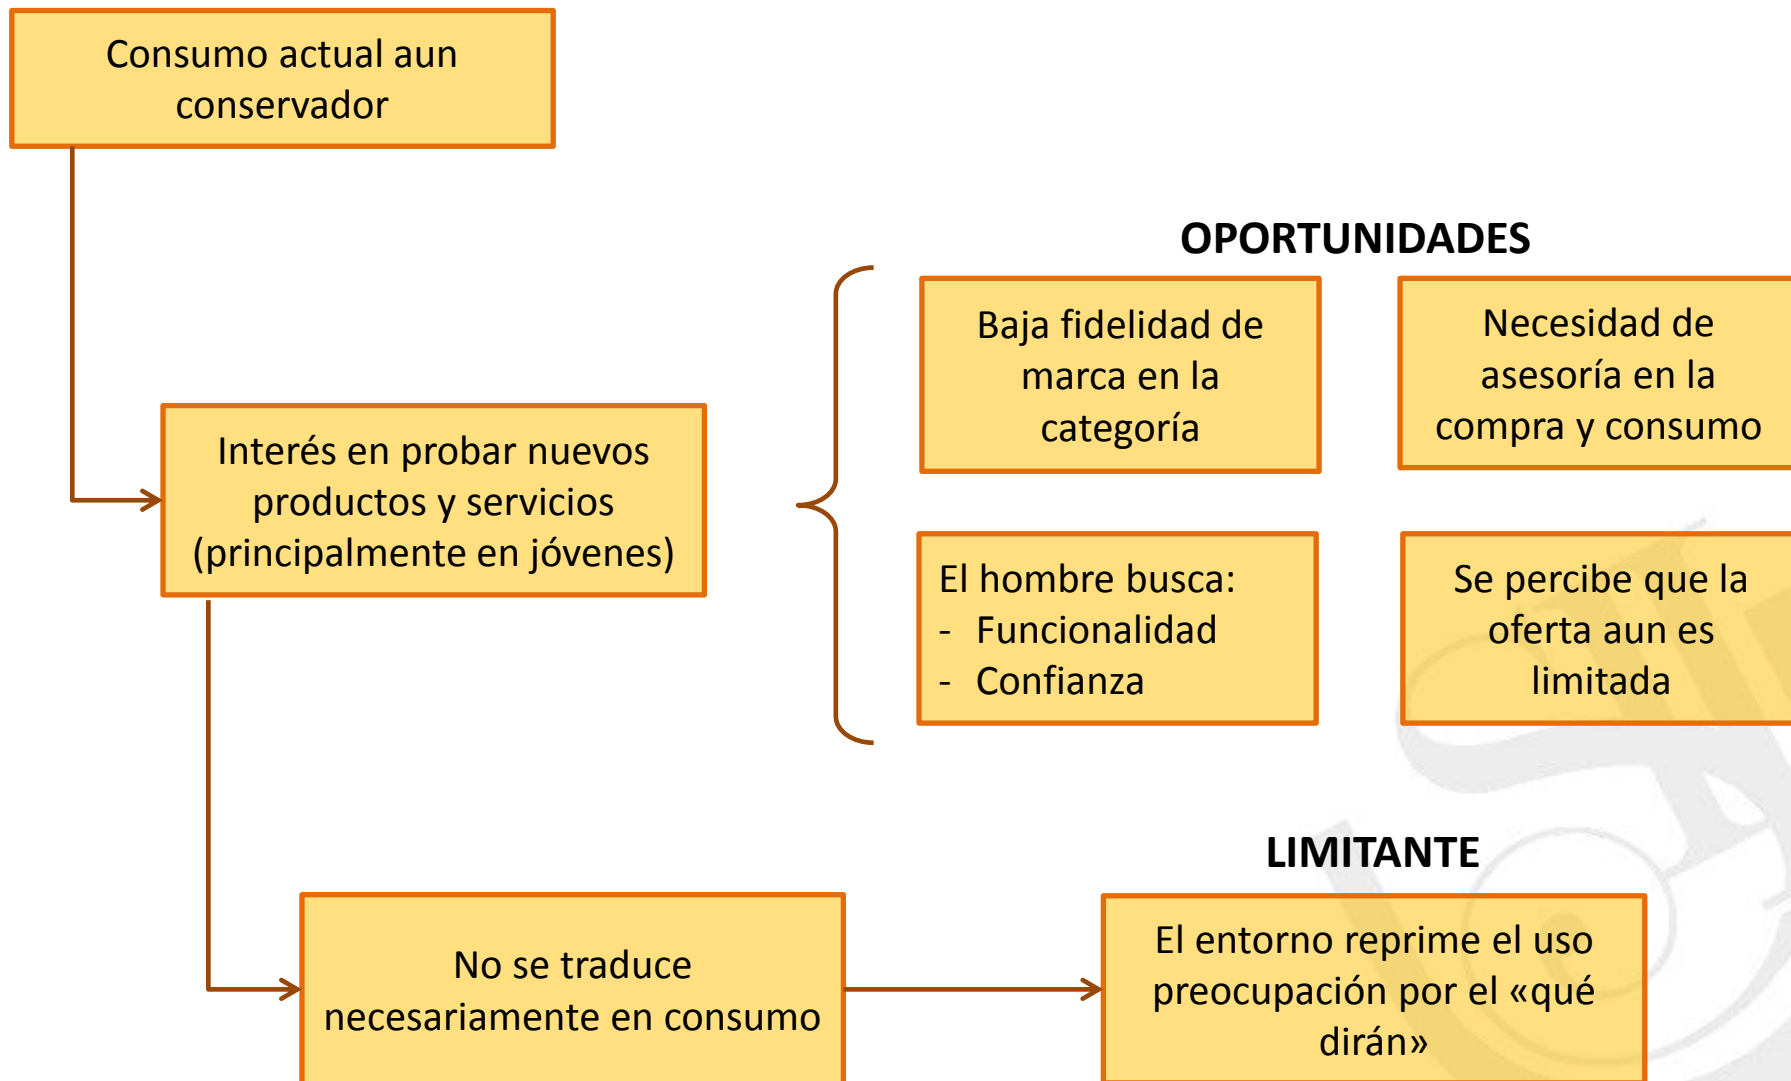 Consumo actual aun
conservador
OPORTUNIDADES
Baja fidelidad de
marca en la
categoría
Necesidad de
asesoría en la
compra y consumo
Interés en probar nuevos
productos y servicios
(principalmente en jóvenes)
El hombre busca:
- Funcionalidad
- Confianza
Se percibe que la
oferta aun es
limitada
LIMITANTE
No se traduce
necesariamente en consumo
El entorno reprime el uso
preocupación por el «qué
dirán»